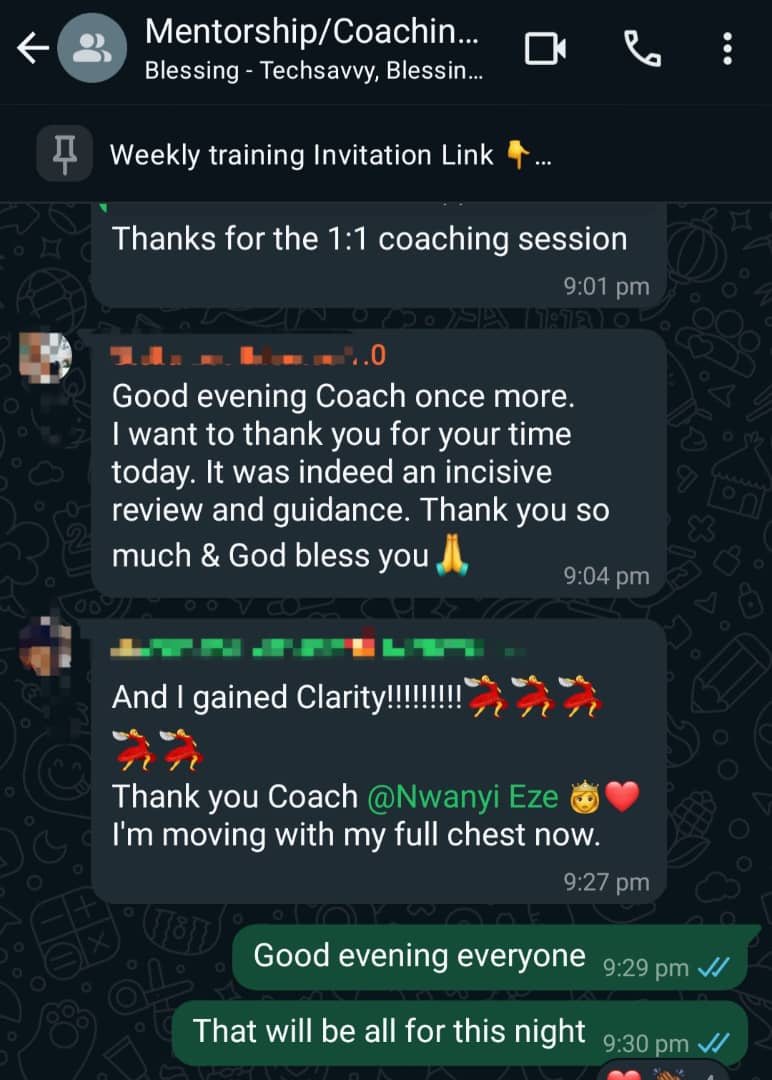 Mentorship/Coachin...
Blessing - Techsavvy, Blessin...
Weekly training Invitation Link 👇...
Thanks for the 1:1 coaching session
9:01 pm
Good evening Coach once more.
I want to thank you for your time
today. It was indeed an incisive
review and guidance. Thank you so
much & God bless you🙏
9:04 pm
And I gained Clarity!!!!!!!!!💃💃💃
💃💃
Thank you Coach @Nwanyi Eze 👸❤️
I'm moving with my full chest now.
9:27 pm
Good evening everyone 9:29 pm
That will be all for this night 9:30 pm